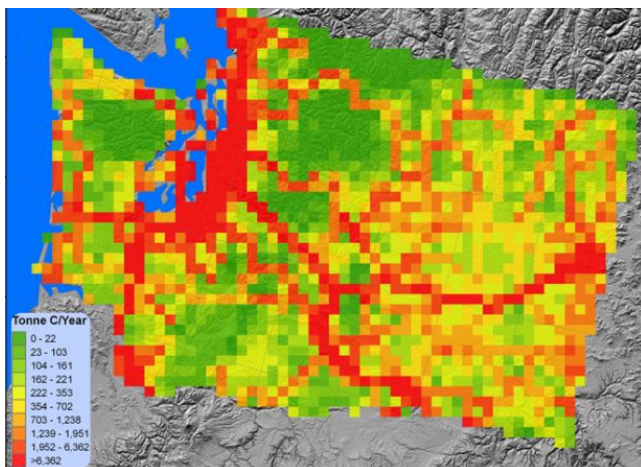 Tonne C/Year
0 - 22
23 - 103
104 - 161
162 - 221
222 - 353
354 - 702
703 - 1,238
1,239 - 1,951
1,952 - 6,362
>6,362